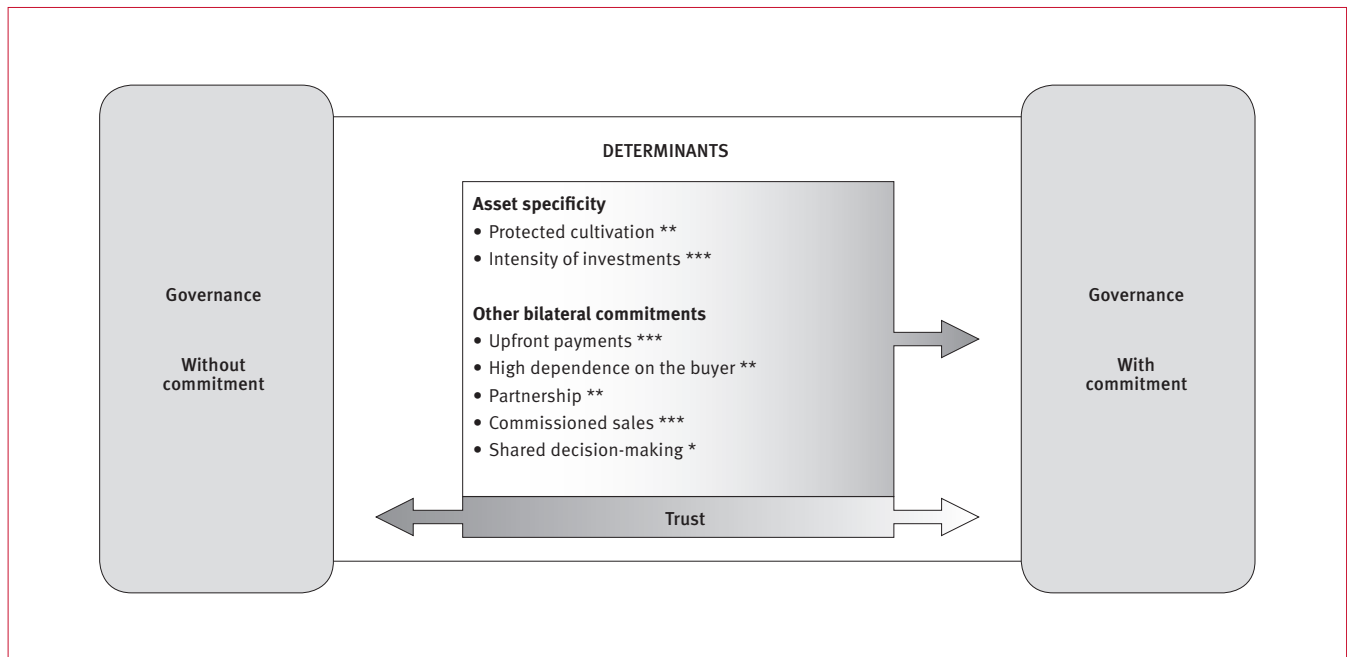 DETERMINANTS
Governance
Without
commitment
Asset specificity
• Protected cultivation **
• Intensity of investments ***
Other bilateral commitments
• Upfront payments ***
• High dependence on the buyer **
• Partnership **
• Commissioned sales ***
• Shared decision-making *
Trust
Governance
With
commitment